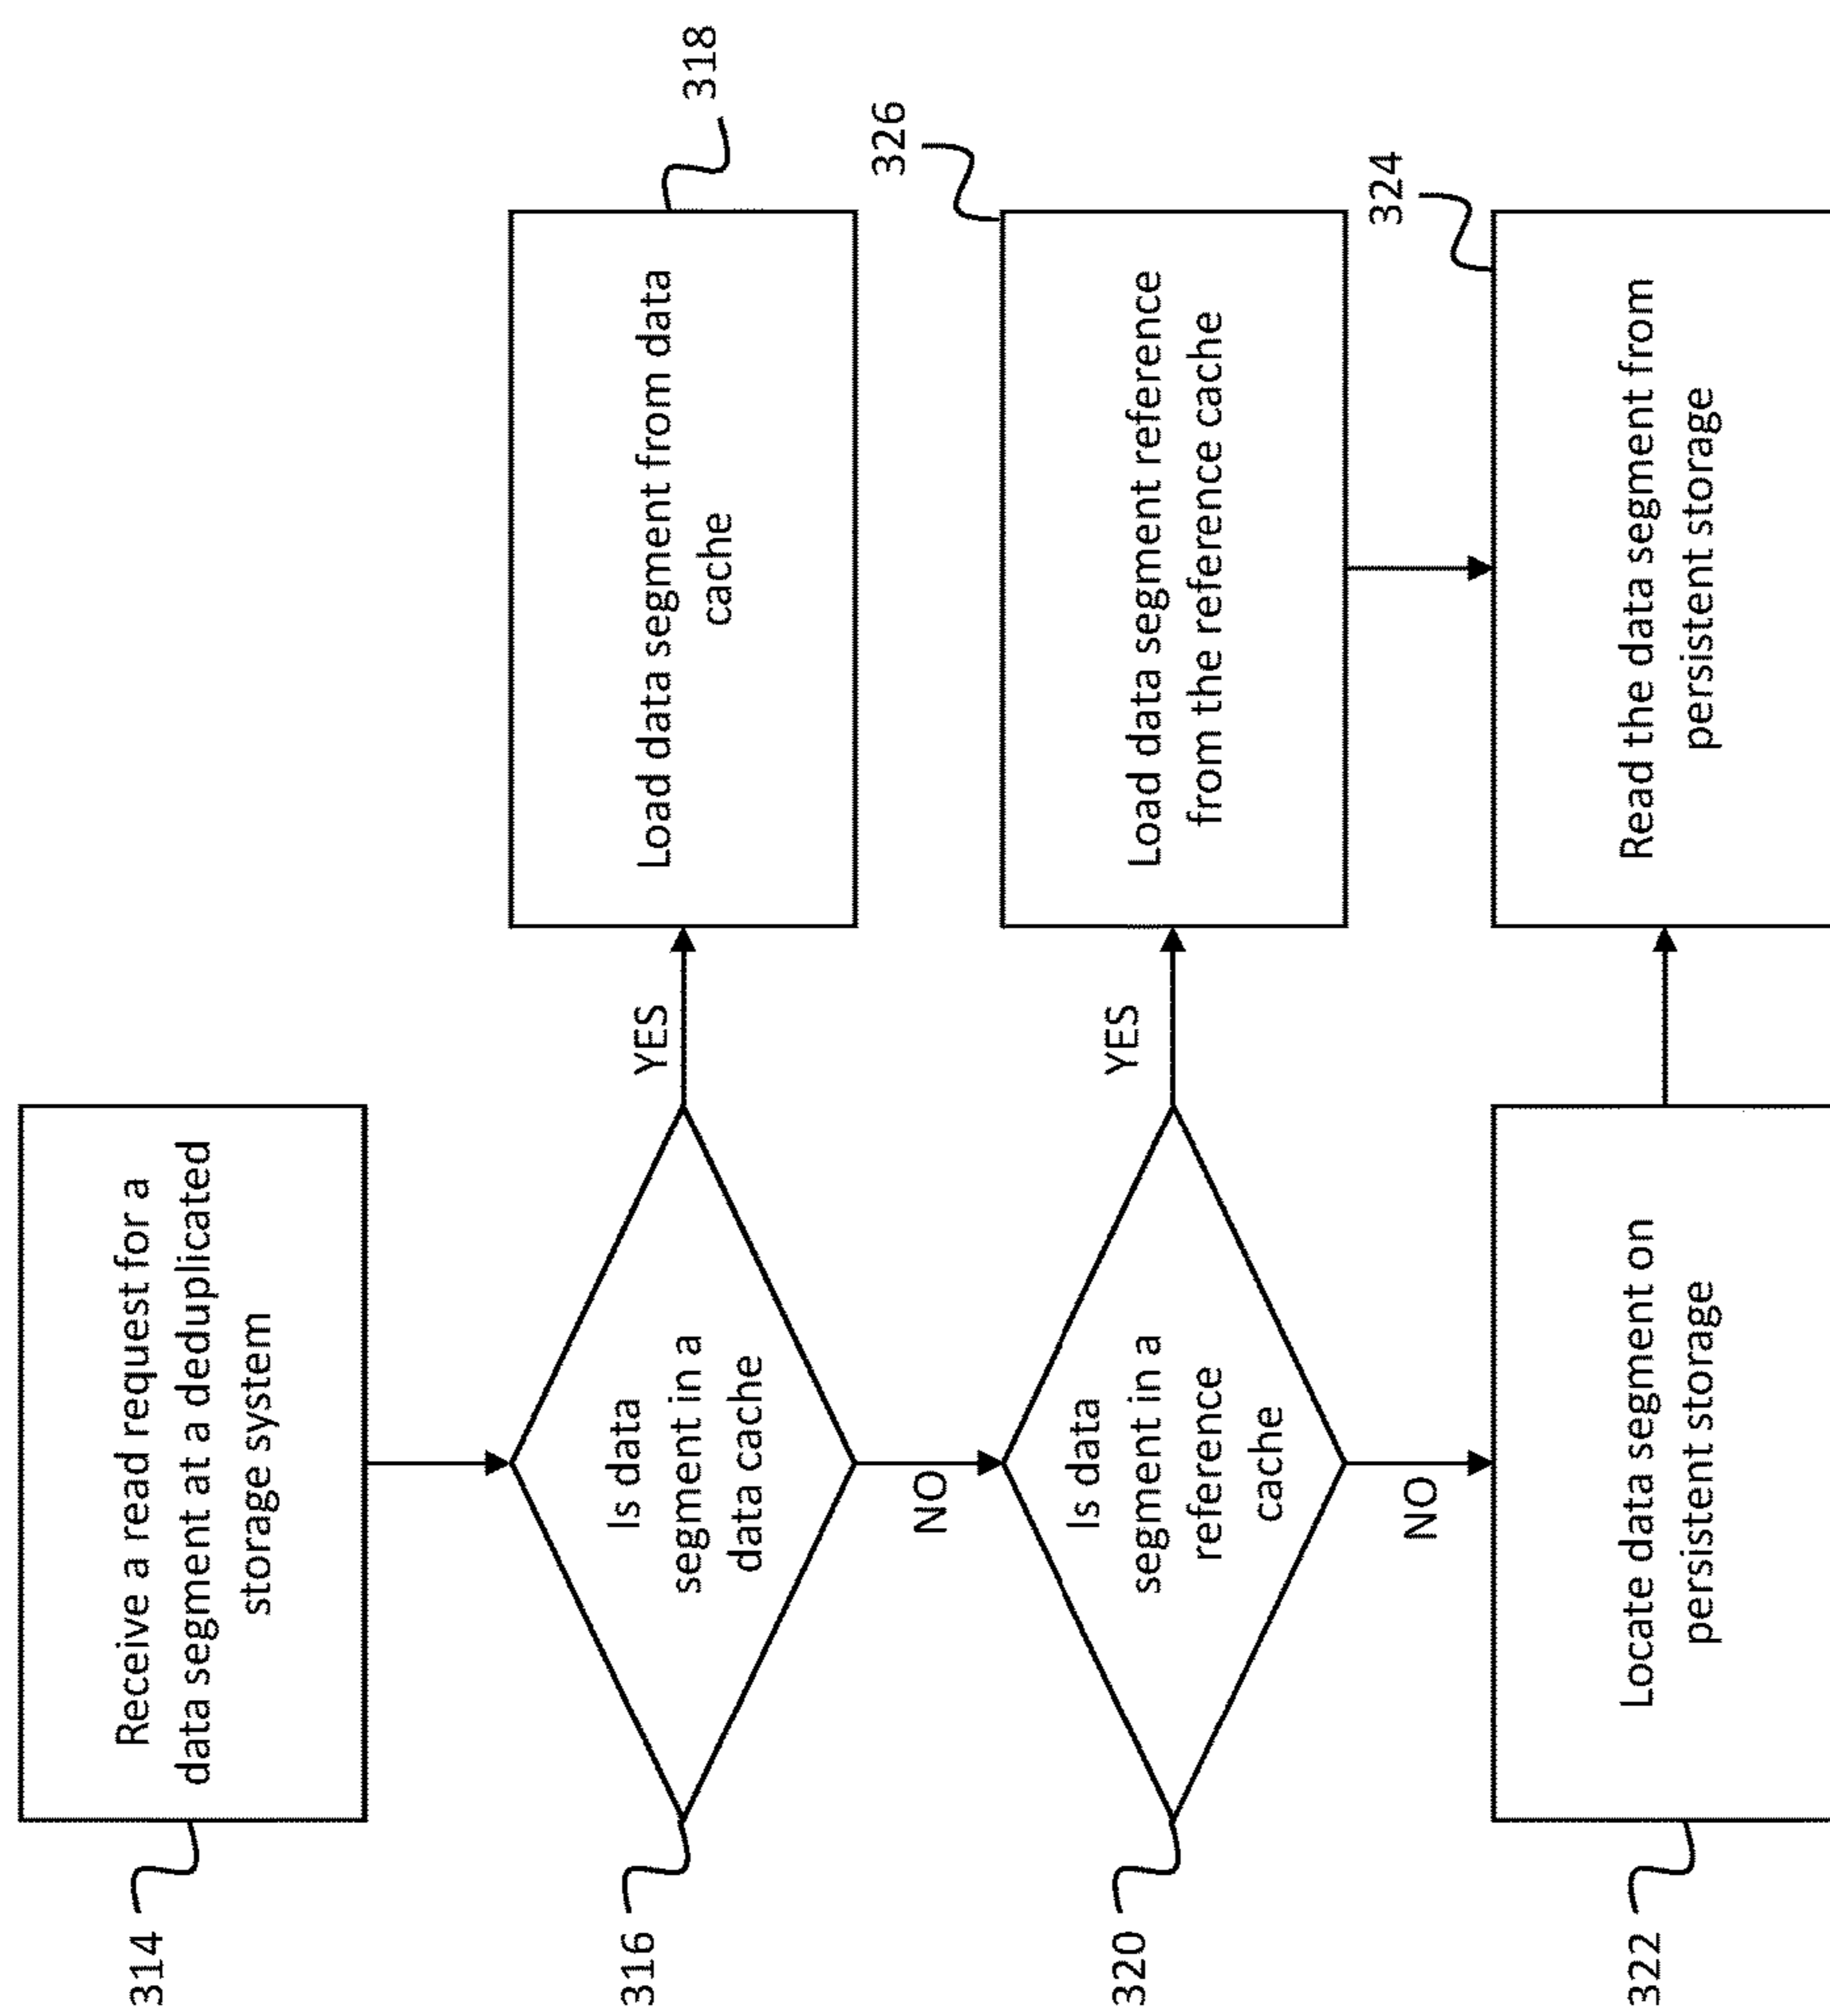 314
Receive a read request for a
data segment at a deduplicated
storage system
316
Is data
segment in a
data cache
YES
Load data segment from data
cache
318
NO
320
Is data
segment in a
reference
cache
YES
Load data segment reference
from the reference cache
326
NO
322
Locate data segment on
persistent storage
Read the data segment from
persistent storage
324